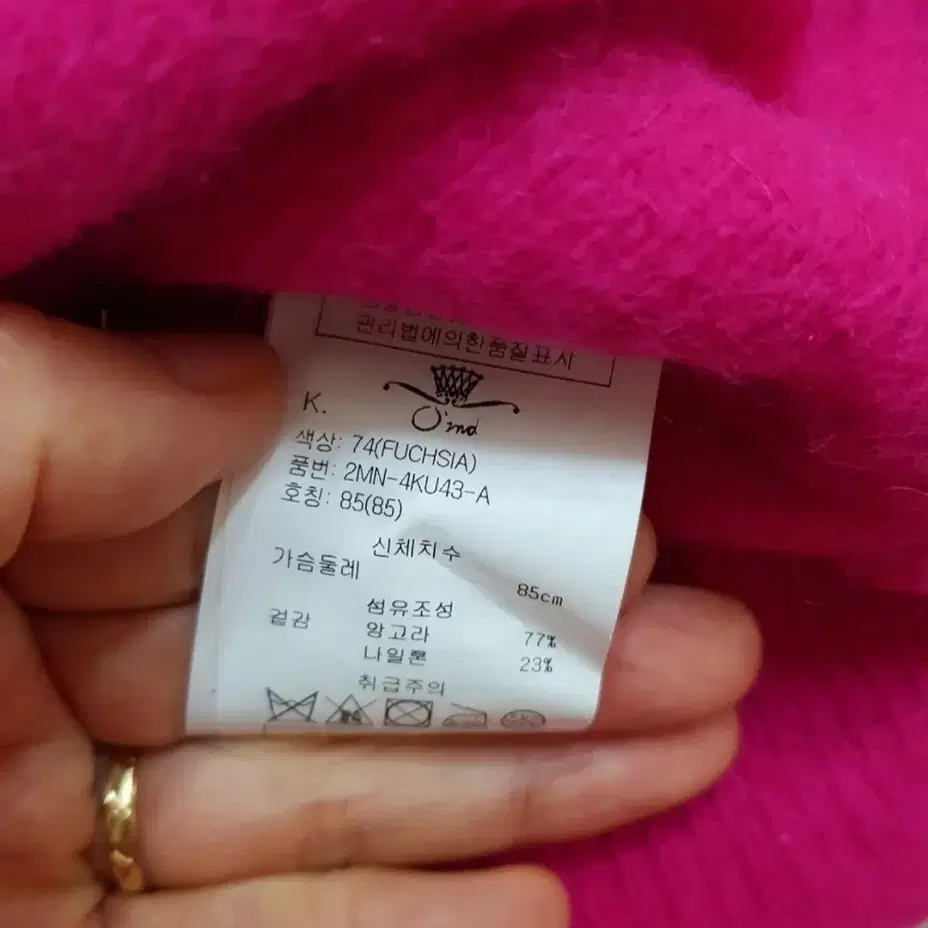 관리법에의한품질표시
K.
O'2nd
색상: 74(FUCHSIA)
품번: 2MN-4KU43-A
호칭: 85(85)
신체치수
가슴둘레 85cm
섬유조성
겉감 앙고라 77%
나일론 23%
취급주의